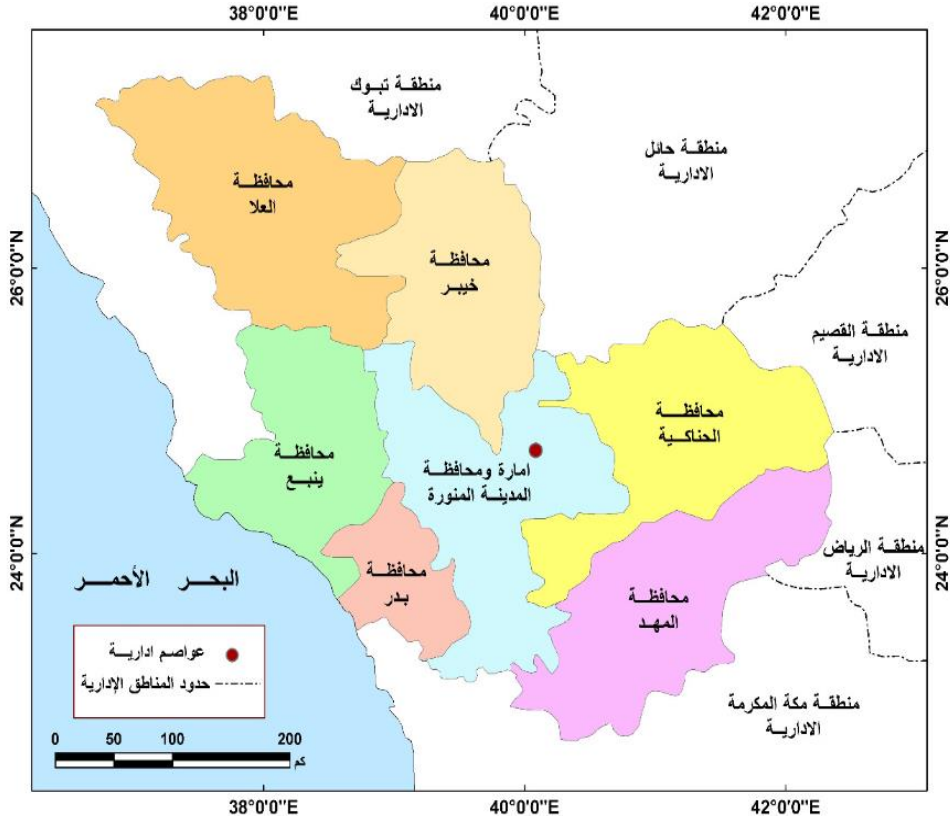 38°0'0"E
40°0'0"E
42°0'0"E
منطقة تبوك
الادارية
منطقة حائل
الادارية
محافظة
العلا
26°0'0"N
محافظة
خيبر
26°0'0"N
منطقة القصيم
الادارية
محافظة
الحناكية
محافظة
ينبع
امارة ومحافظة
المدينة المنورة
24°0'0"N
منطقة الرياض
الادارية
24°0'0"N
البحر الأحمر
محافظة
بدر
محافظة
المهد
عواصم ادارية
حدود المناطق الإدارية
منطقة مكة المكرمة
الادارية
0 50 100 200
كم
38°0'0"E
40°0'0"E
42°0'0"E